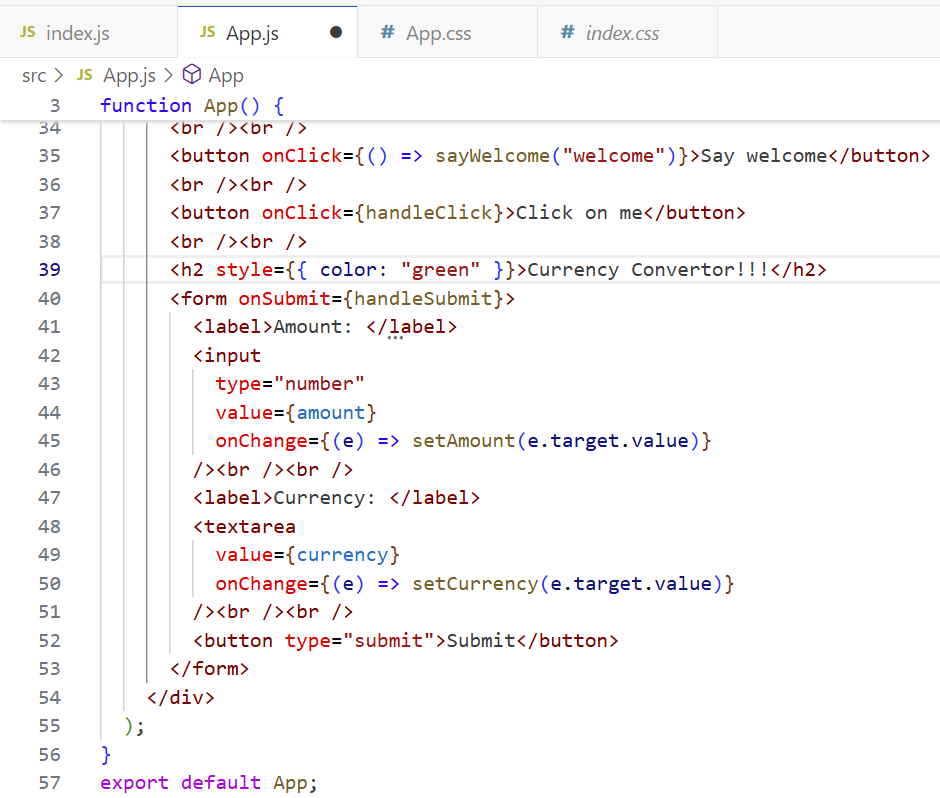 JS index.js JS App.js # App.css # index.css
src > JS App.js > App
3 function App() {
34 <br /><br />
35 <button onClick={() => sayWelcome("welcome")}>Say welcome</button>
36 <br /><br />
37 <button onClick={handleClick}>Click on me</button>
38 <br /><br />
39 <h2 style={{ color: "green" }}>Currency Convertor!!!</h2>
40 <form onSubmit={handleSubmit}>
41 <label>Amount: </label>
42 <input
43 type="number"
44 value={amount}
45 onChange={(e) => setAmount(e.target.value)}
46 /><br /><br />
47 <label>Currency: </label>
48 <textarea
49 value={currency}
50 onChange={(e) => setCurrency(e.target.value)}
51 /><br /><br />
52 <button type="submit">Submit</button>
53 </form>
54 </div>
55 );
56 }
57 export default App;